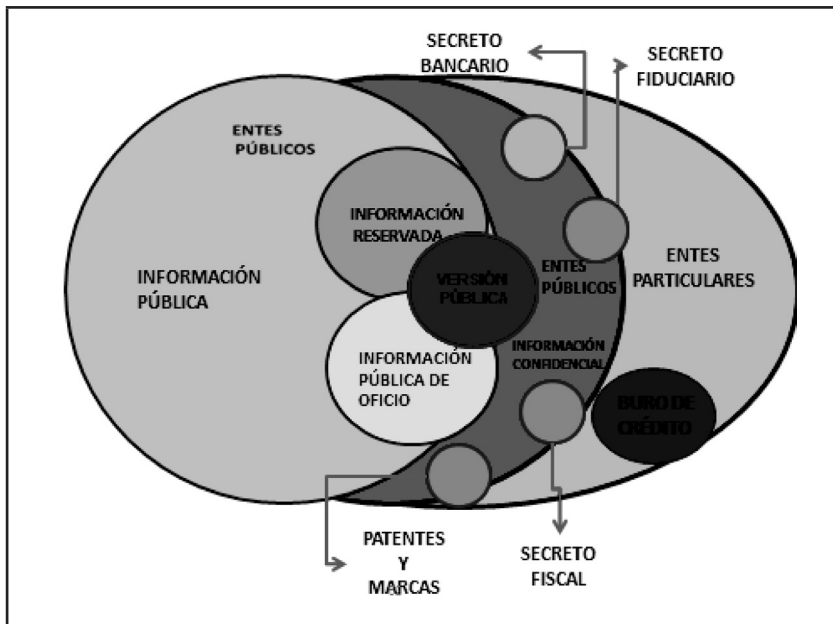 SECRETO
BANCARIO
SECRETO
FIDUCIARIO
ENTES
PÚBLICOS
INFORMACIÓN
RESERVADA
INFORMACIÓN
PÚBLICA
VERSIÓN
PÚBLICA
ENTES
PÚBLICOS
ENTES
PARTICULARES
INFORMACIÓN
CONFIDENCIAL
INFORMACIÓN
PÚBLICA DE
OFICIO
BURO DE
CRÉDITO
PATENTES
Y
MARCAS
SECRETO
FISCAL